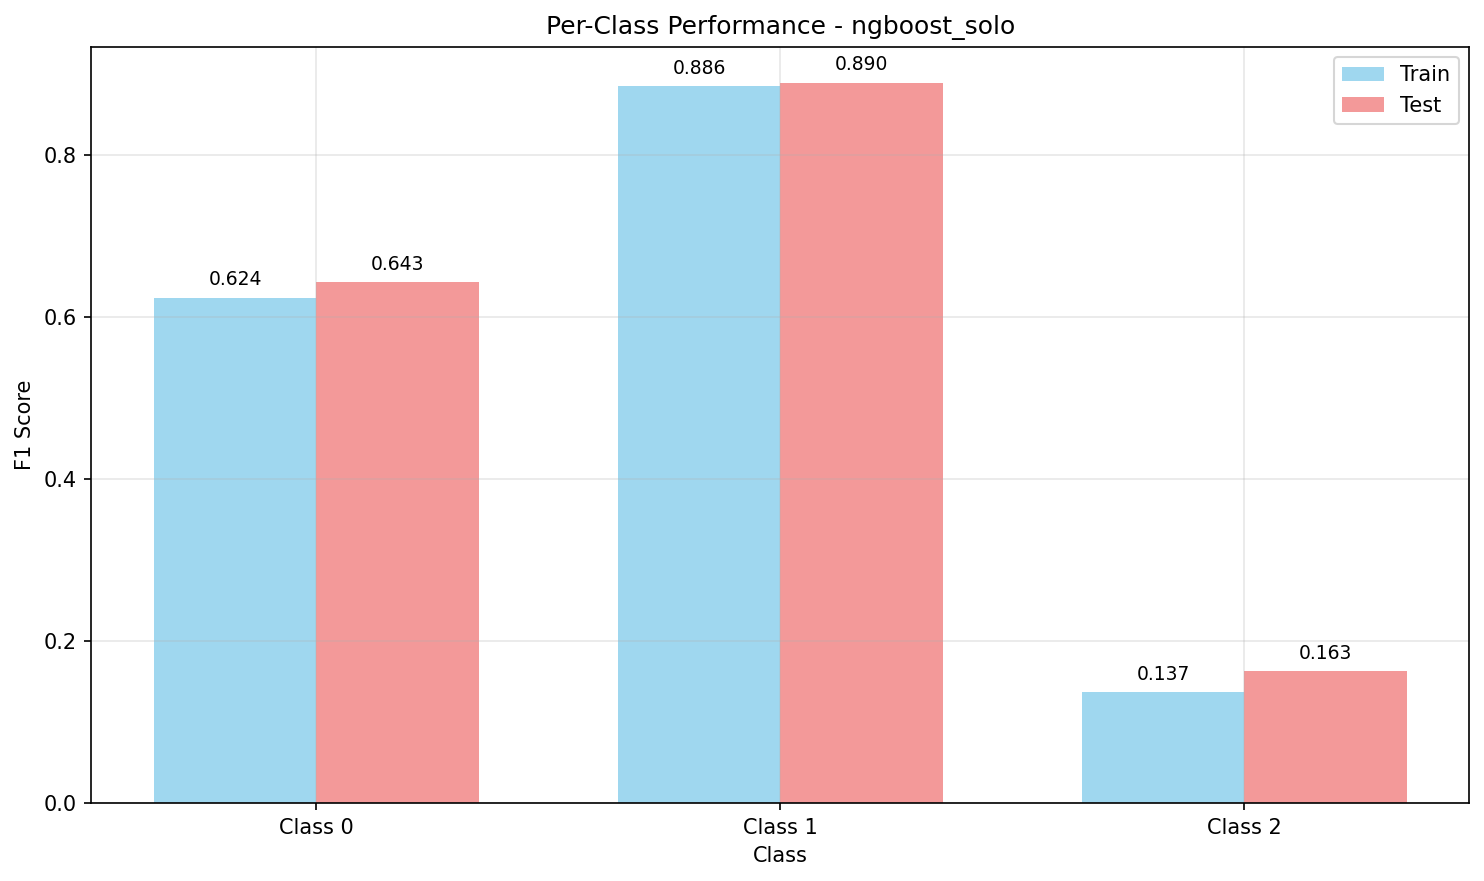 Per-Class Performance - ngboost_solo
Train
Test
F1 Score
0.8
0.6
0.4
0.2
0.0
0.624
0.643
0.886
0.890
0.137
0.163
Class 0
Class 1
Class 2
Class